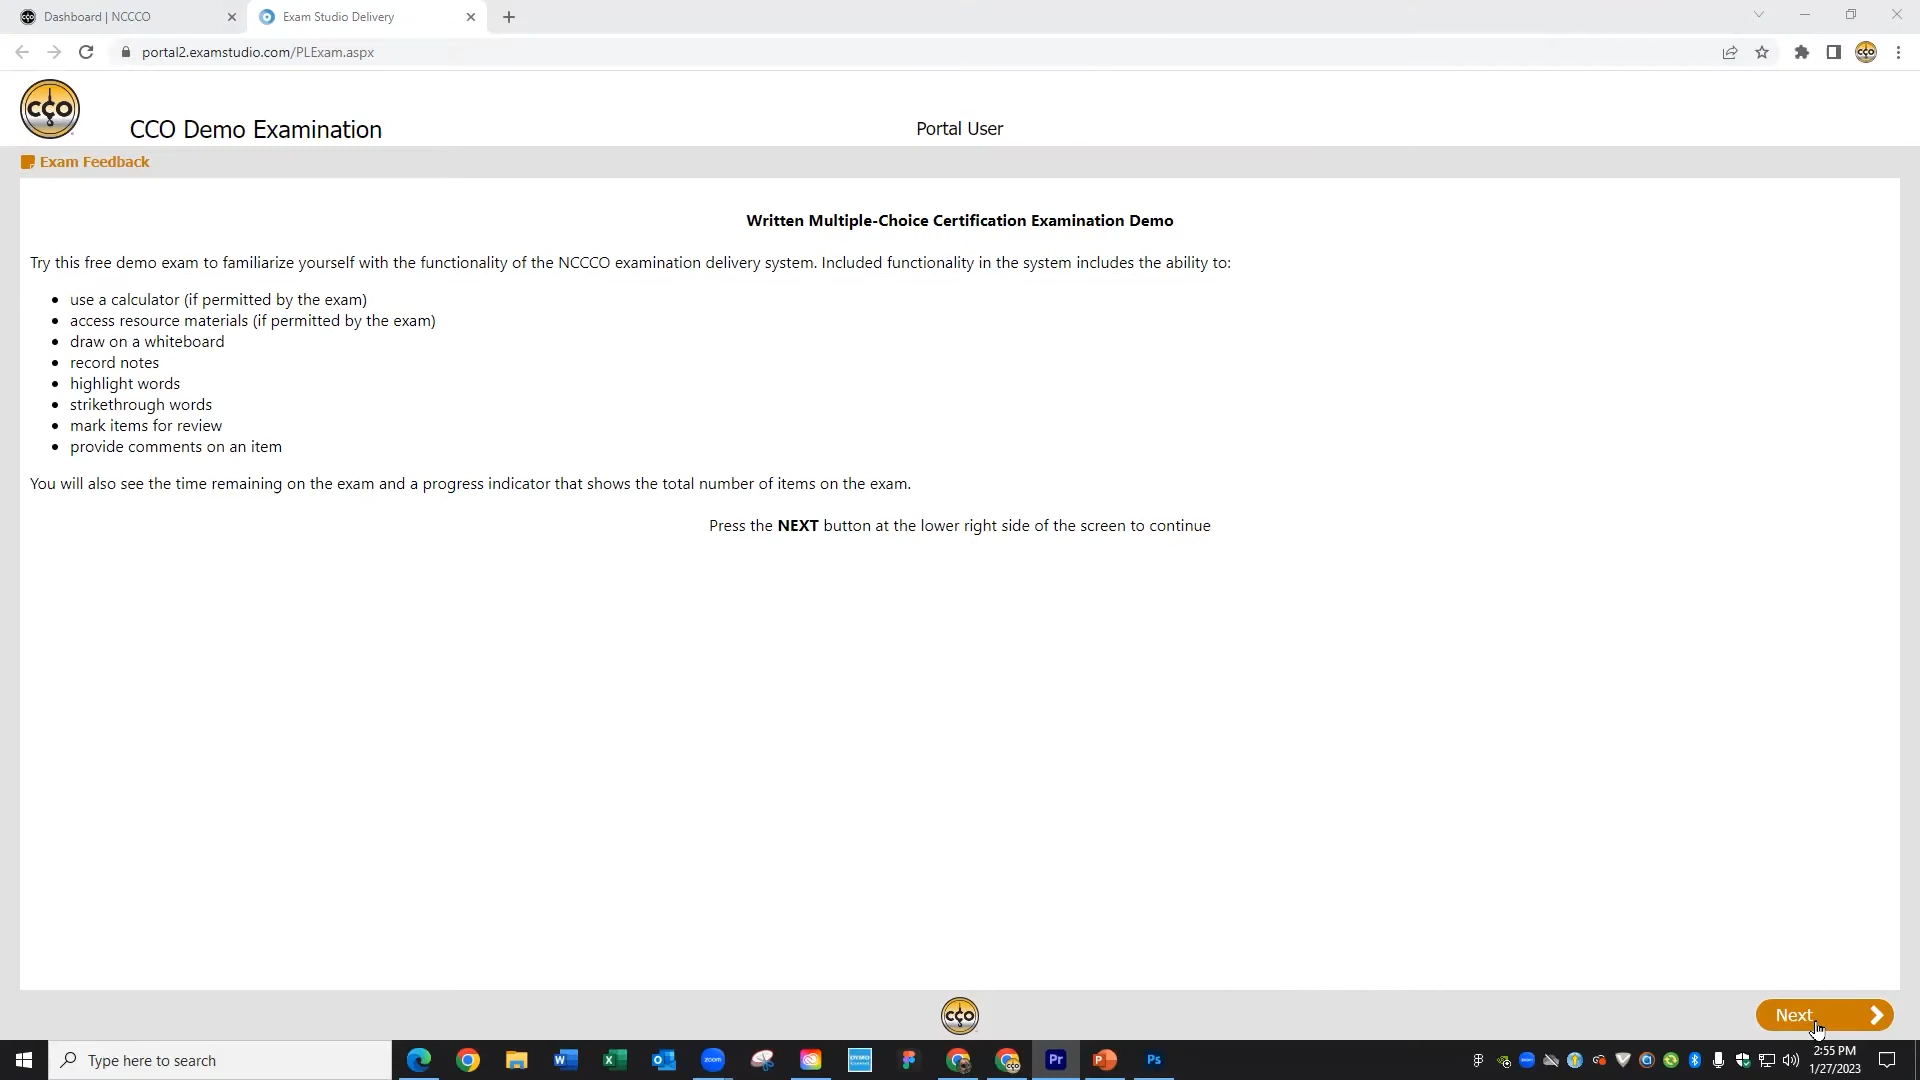 Dashboard | NCCCO
Exam Studio Delivery
portal2.examstudio.com/PLExam.aspx
CCO
CCO Demo Examination
Portal User
Exam Feedback
Written Multiple-Choice Certification Examination Demo
Try this free demo exam to familiarize yourself with the functionality of the NCCCO examination delivery system. Included functionality in the system includes the ability to:
• use a calculator (if permitted by the exam)
• access resource materials (if permitted by the exam)
• draw on a whiteboard
• record notes
• highlight words
• strikethrough words
• mark items for review
• provide comments on an item
You will also see the time remaining on the exam and a progress indicator that shows the total number of items on the exam.
Press the NEXT button at the lower right side of the screen to continue
CCO
Next
Type here to search
zoom
DYMO
Pr
Ps
2:55 PM
1/27/2023